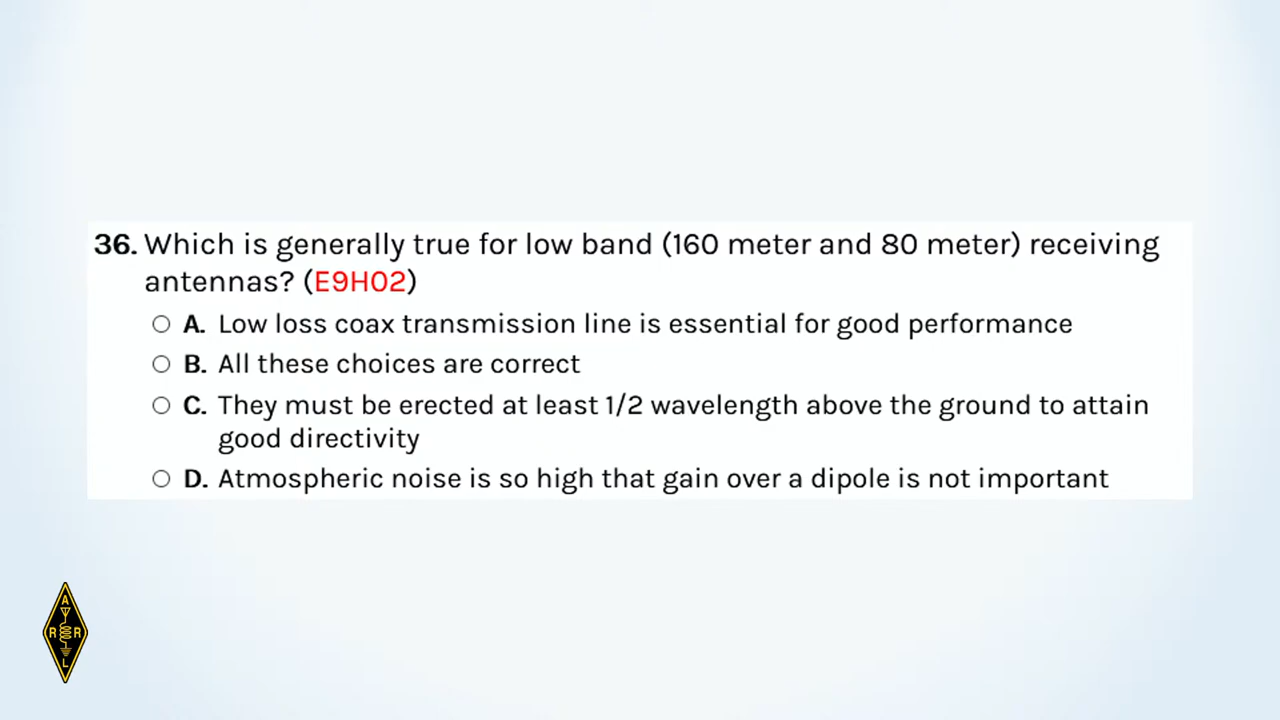 36. Which is generally true for low band (160 meter and 80 meter) receiving
antennas? (E9H02)
A. Low loss coax transmission line is essential for good performance
B. All these choices are correct
C. They must be erected at least 1/2 wavelength above the ground to attain
good directivity
D. Atmospheric noise is so high that gain over a dipole is not important
A
R R
L